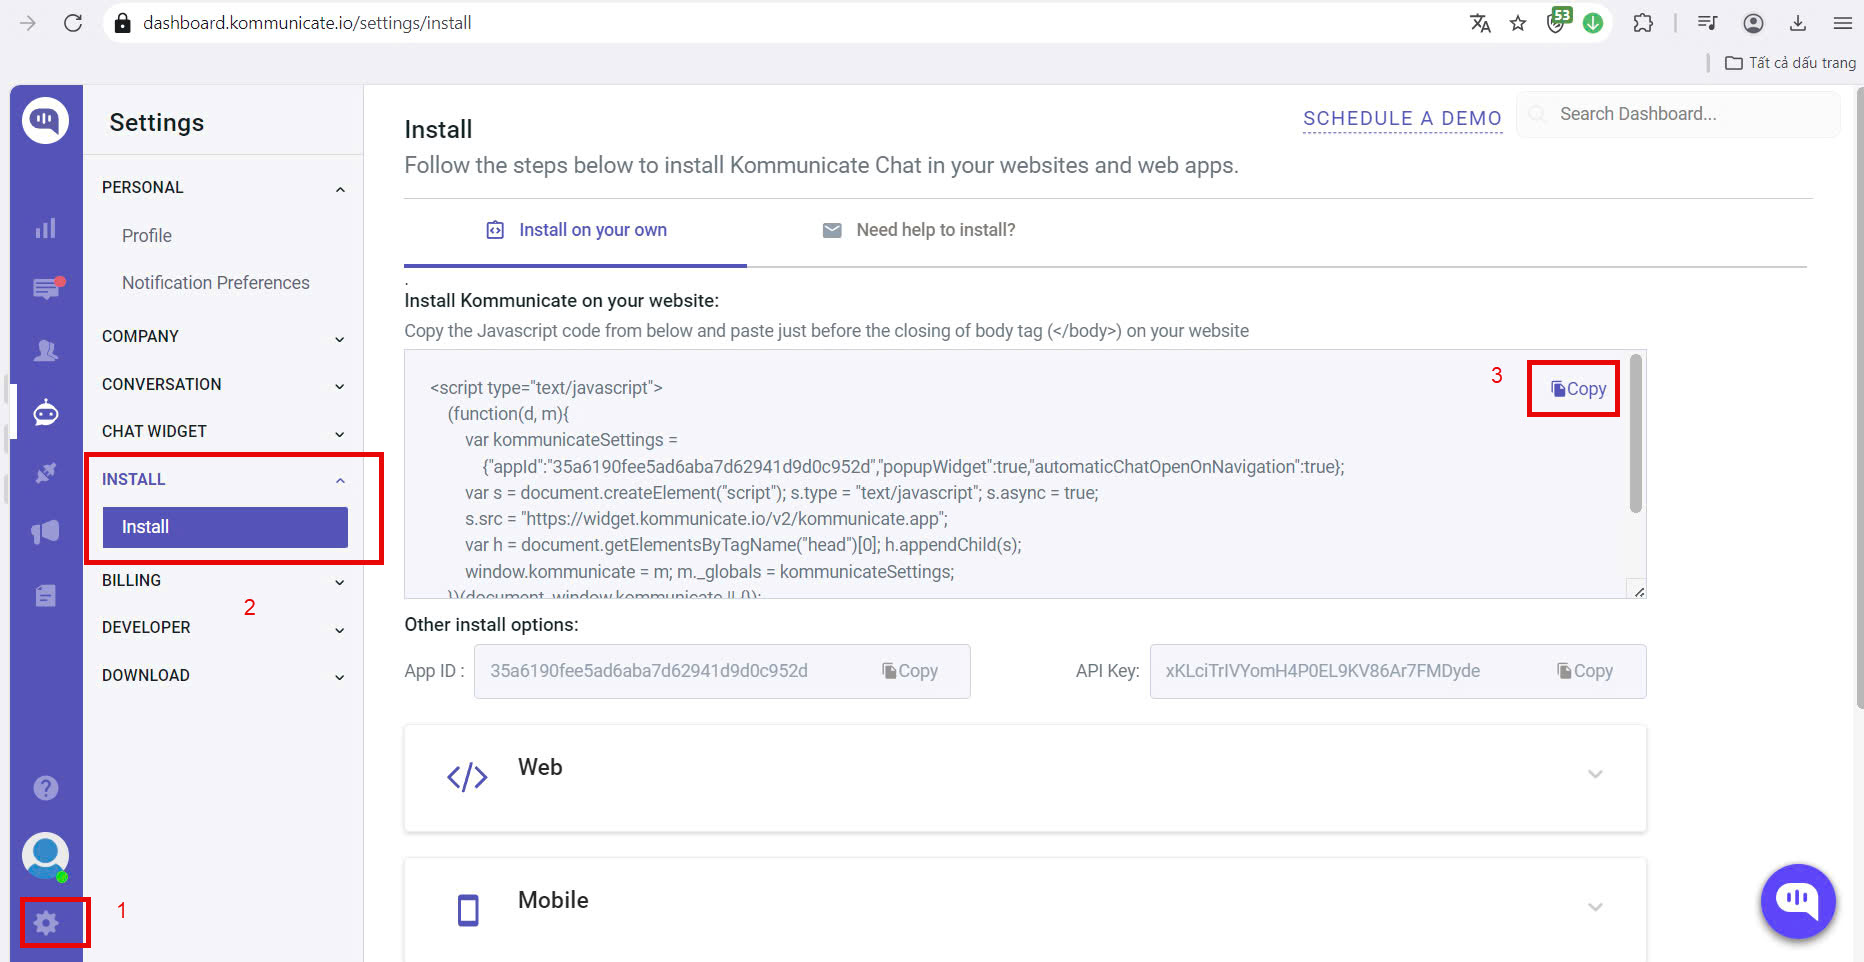 dashboard.kommunicate.io/settings/install
53
Tất cả dấu trang
Settings
PERSONAL
Profile
Notification Preferences
COMPANY
CONVERSATION
CHAT WIDGET
INSTALL
Install
BILLING
2
DEVELOPER
DOWNLOAD
1
Install
SCHEDULE A DEMO
Search Dashboard...
Follow the steps below to install Kommunicate Chat in your websites and web apps.
Install on your own
Need help to install?
.
Install Kommunicate on your website:
Copy the Javascript code from below and paste just before the closing of body tag (</body>) on your website
3
Copy
<script type="text/javascript">
(function(d, m){
var kommunicateSettings =
{"appId":"35a6190fee5ad6aba7d62941d9d0c952d","popupWidget":true,"automaticChatOpenOnNavigation":true};
var s = document.createElement("script"); s.type = "text/javascript"; s.async = true;
s.src = "https://widget.kommunicate.io/v2/kommunicate.app";
var h = document.getElementsByTagName("head")[0]; h.appendChild(s);
window.kommunicate = m; m._globals = kommunicateSettings;
})(document, window.kommunicate || {});
Other install options:
App ID :
35a6190fee5ad6aba7d62941d9d0c952d
Copy
API Key:
xKLciTrIVYomH4P0EL9KV86Ar7FMDyde
Copy
Web
Mobile